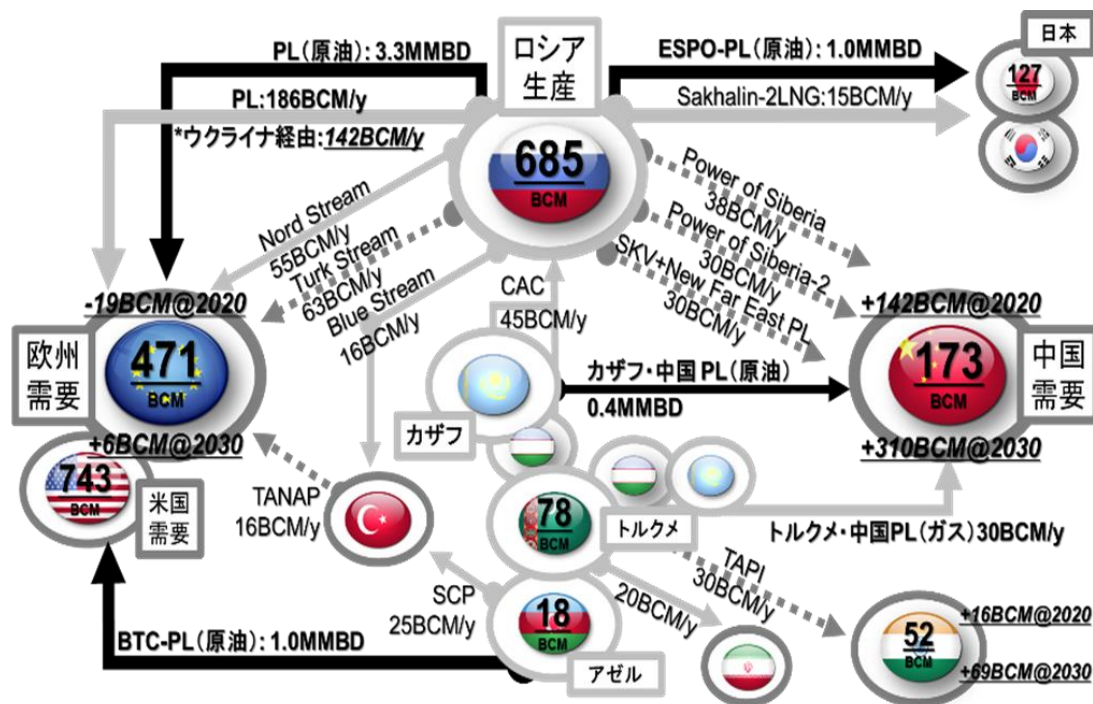 PL(原油): 3.3MMBD
PL:186BCM/y
*ウクライナ経由:142BCM/y
ロシア
生産
685
BCM
ESPO-PL(原油): 1.0MMBD
Sakhalin-2LNG:15BCM/y
日本
127
BCM
Nord Stream
55BCM/y
Turk Stream
63BCM/y
Blue Stream
16BCM/y
CAC
45BCM/y
Power of Siberia
38BCM/y
Power of Siberia-2
30BCM/y
SKV+New Far East PL
30BCM/y
-19BCM@2020
欧州
需要
471
BCM
+6BCM@2030
743
BCM
米国
需要
+142BCM@2020
173
BCM
中国
需要
+310BCM@2030
カザフ・中国PL(原油)
0.4MMBD
カザフ
78
BCM
トルクメ
トルクメ・中国PL(ガス)30BCM/y
TANAP
16BCM/y
SCP
25BCM/y
18
BCM
アゼル
20BCM/y
TAPI
30BCM/y
52
BCM
+16BCM@2020
+69BCM@2030
BTC-PL(原油): 1.0MMBD